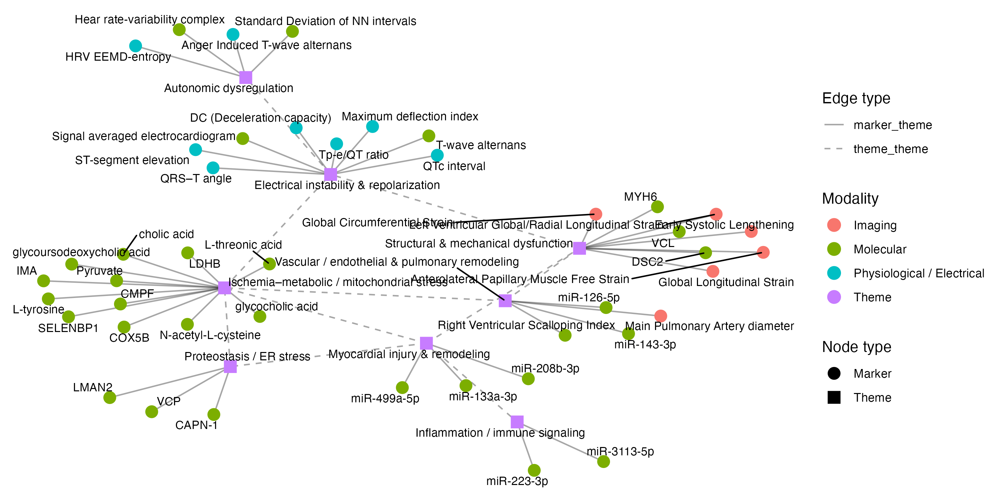 Hear rate-variability complex
Standard Deviation of NN intervals
Anger Induced T-wave alternans
HRV EEMD-entropy
Autonomic dysregulation
DC (Deceleration capacity)
Maximum deflection index
Signal averaged electrocardiogram
T-wave alternans
Tp-e/QT ratio
ST-segment elevation
QTc interval
QRS–T angle
Electrical instability & repolarization
MYH6
Global Circumferential Strain
Left Ventricular Global/Radial Longitudinal Strain
Early Systolic Lengthening
cholic acid
L-threonic acid
Structural & mechanical dysfunction
VCL
glycoursodeoxycholic acid
LDHB
Vascular / endothelial & pulmonary remodeling
DSC2
IMA
Pyruvate
Ischemia–metabolic / mitochondrial stress
Anterolateral Papillary Muscle Free Strain
Global Longitudinal Strain
CMPF
miR-126-5p
L-tyrosine
glycocholic acid
SELENBP1
Right Ventricular Scalloping Index
Main Pulmonary Artery diameter
COX5B
N-acetyl-L-cysteine
miR-143-3p
Proteostasis / ER stress
Myocardial injury & remodeling
miR-208b-3p
LMAN2
VCP
miR-499a-5p
miR-133a-3p
CAPN-1
Inflammation / immune signaling
miR-3113-5p
miR-223-3p
Edge type
marker_theme
theme_theme
Modality
Imaging
Molecular
Physiological / Electrical
Theme
Node type
Marker
Theme